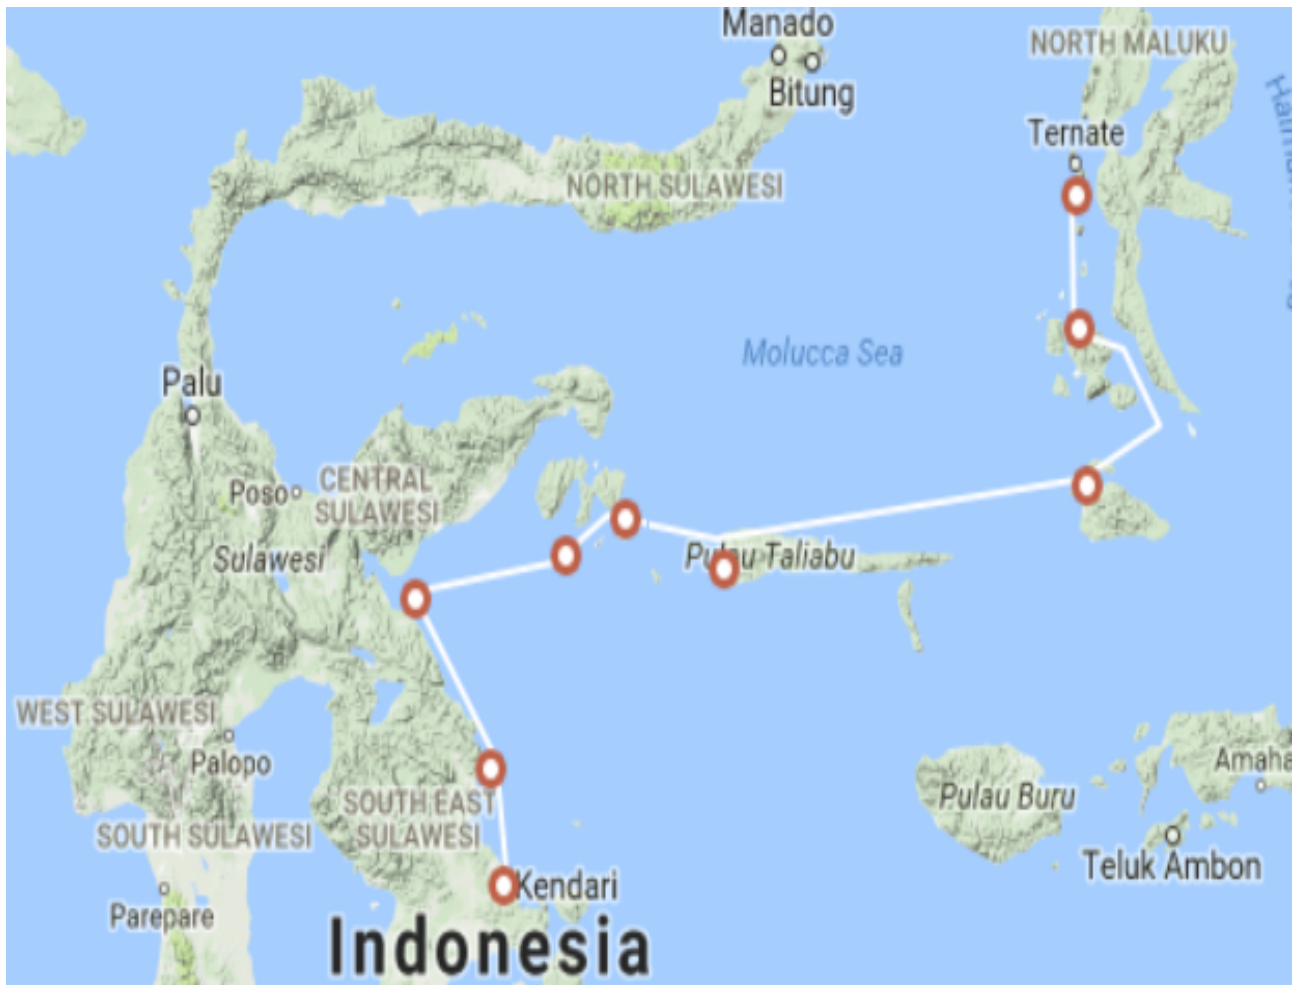 Manado
Bitung
NORTH MALUKU
Ternate
NORTH SULAWESI
Molucca Sea
Palu
Poso
CENTRAL
SULAWESI
Sulawesi
Pulau Taliabu
WEST SULAWESI
Palopo
SOUTH EAST
SULAWESI
SOUTH SULAWESI
Pulau Buru
Amaha
Teluk Ambon
Kendari
Parepare
Indonesia